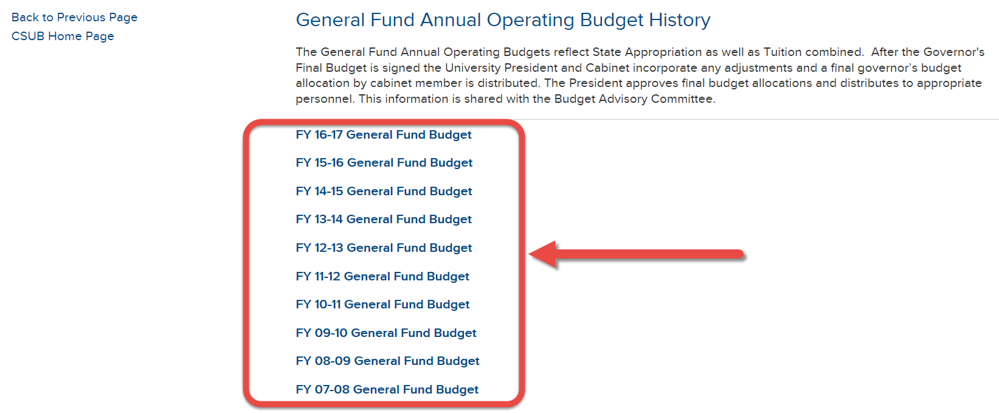 Back to Previous Page
CSUB Home Page
General Fund Annual Operating Budget History
The General Fund Annual Operating Budgets reflect State Appropriation as well as Tuition combined.  After the Governor's
Final Budget is signed the University President and Cabinet incorporate any adjustments and a final governor’s budget
allocation by cabinet member is distributed. The President approves final budget allocations and distributes to appropriate
personnel. This information is shared with the Budget Advisory Committee.
FY 16-17 General Fund Budget
FY 15-16 General Fund Budget
FY 14-15 General Fund Budget
FY 13-14 General Fund Budget
FY 12-13 General Fund Budget
FY 11-12 General Fund Budget
FY 10-11 General Fund Budget
FY 09-10 General Fund Budget
FY 08-09 General Fund Budget
FY 07-08 General Fund Budget